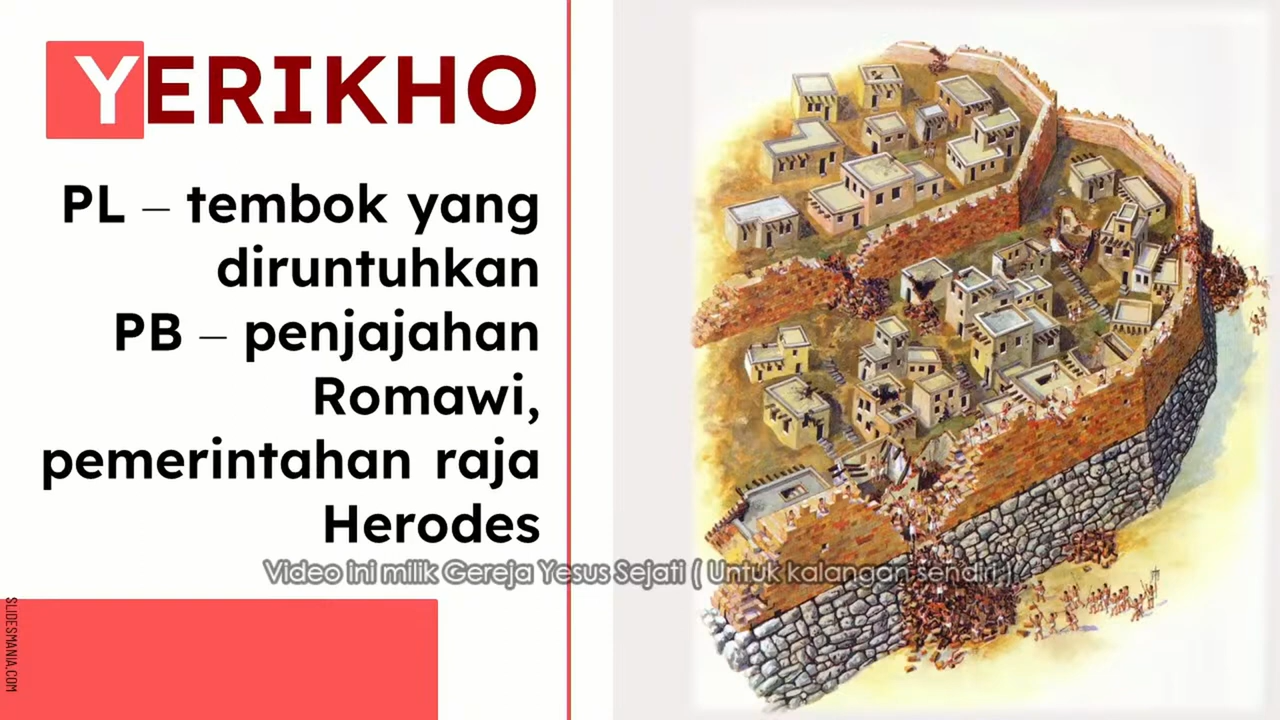 YERIKHO
PL – tembok yang
diruntuhkan
PB – penjajahan
Romawi,
pemerintahan raja
Herodes
Video ini milik Gereja Yesus Sejati ( Untuk kalangan sendiri )
SLIDESMANIA.COM